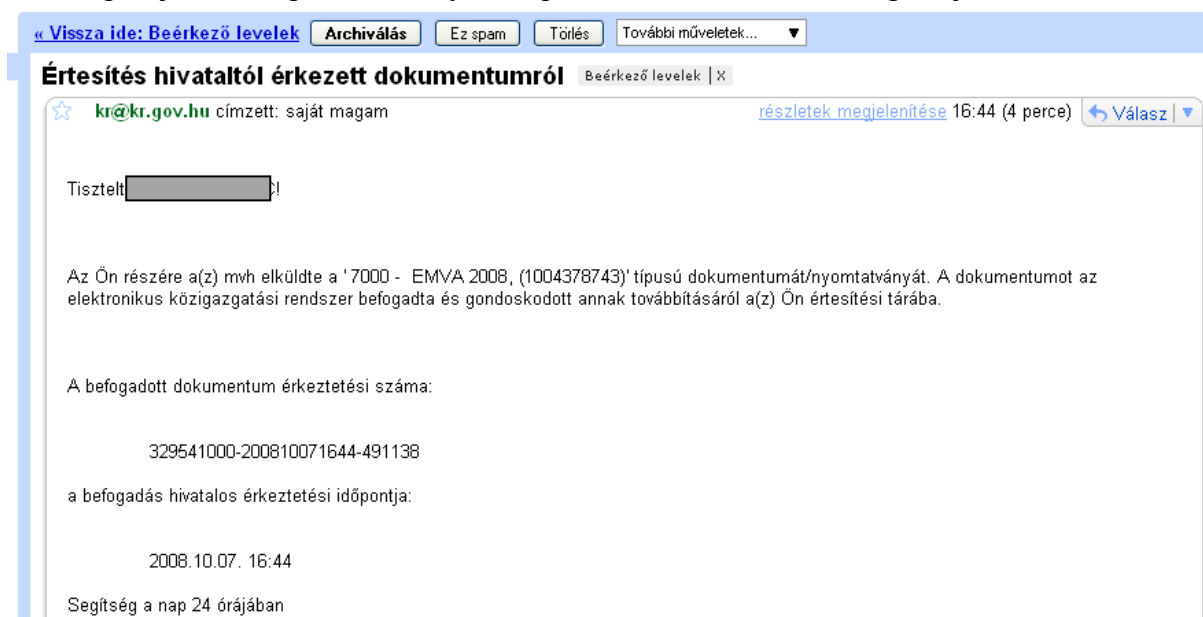 « Vissza ide: Beérkező levelek Archiválás Ez spam Törlés További műveletek...
Értesítés hivataltól érkezett dokumentumról Beérkező levelek | X
kr@kr.gov.hu címzett: saját magam részletek megjelenítése 16:44 (4 perce) Válasz
Tisztelt !
Az Ön részére a(z) mvh elküldte a ' 7000 - EMVA 2008, (1004378743)' típusú dokumentumát/nyomtatványát. A dokumentumot az
elektronikus közigazgatási rendszer befogadta és gondoskodott annak továbbításáról a(z) Ön értesítési tárába.
A befogadott dokumentum érkeztetési száma:
329541000-200810071644-491138
a befogadás hivatalos érkeztetési időpontja:
2008.10.07. 16:44
Segítség a nap 24 órájában